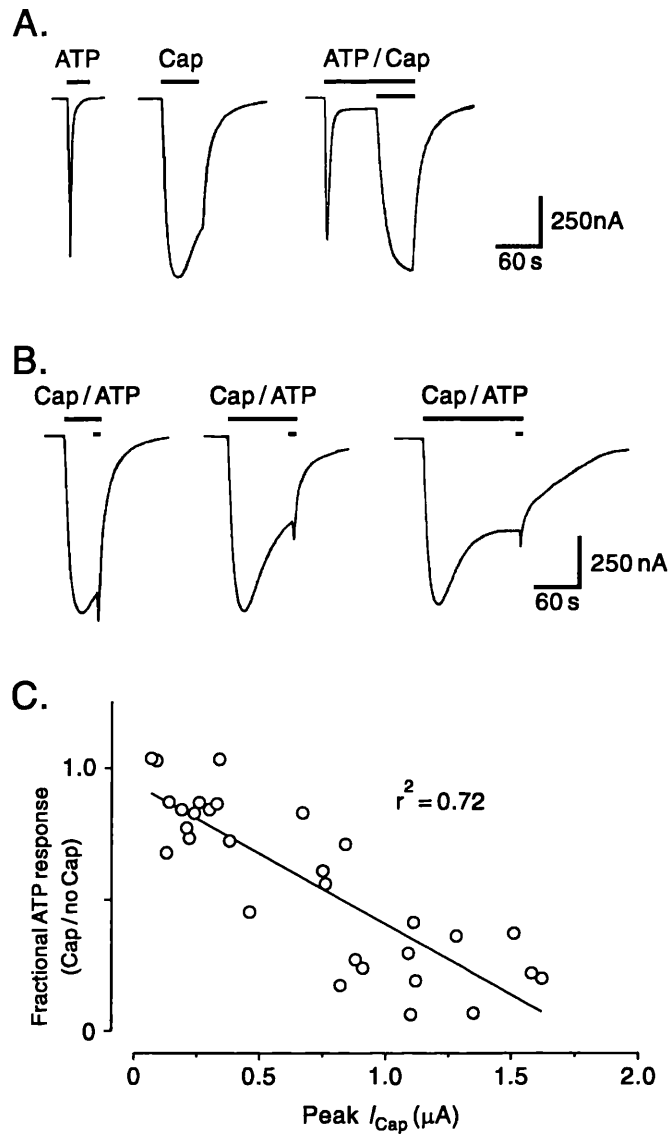 A.
ATP Cap ATP / Cap
250nA
60 s
B.
Cap / ATP Cap / ATP Cap / ATP
250 nA
60 s
C.
Fractional ATP response
(Cap / no Cap)
1.0
r² = 0.72
0
0 0.5 1.0 1.5 2.0
Peak I_Cap (μA)